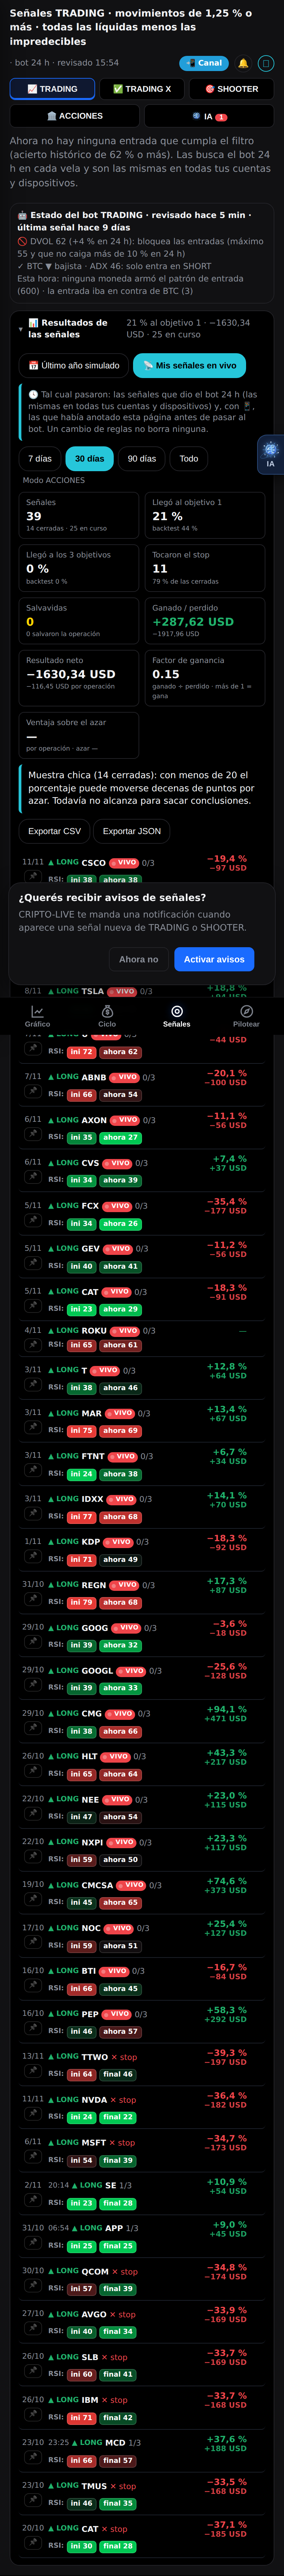 Señales TRADING · movimientos de 1,25 % o
más · todas las líquidas menos las
impredecibles
· bot 24 h · revisado 15:54
📲 Canal
TRADING
TRADING X
SHOOTER
ACCIONES
IA 1
Ahora no hay ninguna entrada que cumpla el filtro
(acierto histórico de 62 % o más). Las busca el bot 24
h en cada vela y son las mismas en todas tus cuentas
y dispositivos.
🤖 Estado del bot TRADING · revisado hace 5 min ·
última señal hace 9 días
🚫 DVOL 62 (+4 % en 24 h): bloquea las entradas (máximo
55 y que no caiga más de 10 % en 24 h)
✓ BTC ▼ bajista · ADX 46: solo entra en SHORT
Esta hora: ninguna moneda armó el patrón de entrada
(600) · la entrada iba en contra de BTC (3)
▼ 📊 Resultados de las señales
21 % al objetivo 1 · −1630,34 USD · 25 en curso
📅 Último año simulado
📡 Mis señales en vivo
🕓 Tal cual pasaron: las señales que dio el bot 24 h (las
mismas en todas tus cuentas y dispositivos) y, con 📱,
las que había anotado esta página antes de pasar al
bot. Un cambio de reglas no borra ninguna.
IA
7 días
30 días
90 días
Todo
Modo ACCIONES
Señales
39
14 cerradas · 25 en curso
Llegó al objetivo 1
21 %
backtest 44 %
Llegó a los 3 objetivos
0 %
backtest 0 %
Tocaron el stop
11
79 % de las cerradas
Salvavidas
0
0 salvaron la operación
Ganado / perdido
+287,62 USD
−1917,96 USD
Resultado neto
−1630,34 USD
−116,45 USD por operación
Factor de ganancia
0.15
ganado ÷ perdido · más de 1 =
gana
Ventaja sobre el azar
—
por operación · azar —
Muestra chica (14 cerradas): con menos de 20 el
porcentaje puede moverse decenas de puntos por
azar. Todavía no alcanza para sacar conclusiones.
Exportar CSV
Exportar JSON
11/11 ▲ LONG CSCO VIVO 0/3 −19,4 %
RSI: ini 38 ahora 38 −97 USD
¿Querés recibir avisos de señales?
CRIPTO-LIVE te manda una notificación cuando
aparece una señal nueva de TRADING o SHOOTER.
Ahora no
Activar avisos
8/11 ▲ LONG TSLA VIVO 0/3 +18,8 %
Gráfico
Ciclo
Señales
Pilotear
RSI: ini 72 ahora 62 −44 USD
7/11 ▲ LONG ABNB VIVO 0/3 −20,1 %
RSI: ini 66 ahora 54 −100 USD
6/11 ▲ LONG AXON VIVO 0/3 −11,1 %
RSI: ini 35 ahora 27 −56 USD
6/11 ▲ LONG CVS VIVO 0/3 +7,4 %
RSI: ini 34 ahora 39 +37 USD
5/11 ▲ LONG FCX VIVO 0/3 −35,4 %
RSI: ini 34 ahora 26 −177 USD
5/11 ▲ LONG GEV VIVO 0/3 −11,2 %
RSI: ini 40 ahora 41 −56 USD
5/11 ▲ LONG CAT VIVO 0/3 −18,3 %
RSI: ini 23 ahora 29 −91 USD
4/11 ▲ LONG ROKU VIVO 0/3 —
RSI: ini 65 ahora 61
3/11 ▲ LONG T VIVO 0/3 +12,8 %
RSI: ini 38 ahora 46 +64 USD
3/11 ▲ LONG MAR VIVO 0/3 +13,4 %
RSI: ini 75 ahora 69 +67 USD
3/11 ▲ LONG FTNT VIVO 0/3 +6,7 %
RSI: ini 24 ahora 38 +34 USD
3/11 ▲ LONG IDXX VIVO 0/3 +14,1 %
RSI: ini 77 ahora 68 +70 USD
1/11 ▲ LONG KDP VIVO 0/3 −18,3 %
RSI: ini 71 ahora 49 −92 USD
31/10 ▲ LONG REGN VIVO 0/3 +17,3 %
RSI: ini 79 ahora 68 +87 USD
29/10 ▲ LONG GOOG VIVO 0/3 −3,6 %
RSI: ini 39 ahora 32 −18 USD
29/10 ▲ LONG GOOGL VIVO 0/3 −25,6 %
RSI: ini 39 ahora 33 −128 USD
29/10 ▲ LONG CMG VIVO 0/3 +94,1 %
RSI: ini 38 ahora 66 +471 USD
26/10 ▲ LONG HLT VIVO 0/3 +43,3 %
RSI: ini 65 ahora 64 +217 USD
22/10 ▲ LONG NEE VIVO 0/3 +23,0 %
RSI: ini 47 ahora 54 +115 USD
22/10 ▲ LONG NXPI VIVO 0/3 +23,3 %
RSI: ini 59 ahora 50 +117 USD
19/10 ▲ LONG CMCSA VIVO 0/3 +74,6 %
RSI: ini 45 ahora 65 +373 USD
17/10 ▲ LONG NOC VIVO 0/3 +25,4 %
RSI: ini 59 ahora 51 +127 USD
16/10 ▲ LONG BTI VIVO 0/3 −16,7 %
RSI: ini 66 ahora 45 −84 USD
16/10 ▲ LONG PEP VIVO 0/3 +58,3 %
RSI: ini 46 ahora 57 +292 USD
13/11 ▲ LONG TTWO ✕ stop −39,3 %
RSI: ini 64 final 46 −197 USD
11/11 ▲ LONG NVDA ✕ stop −36,4 %
RSI: ini 24 final 22 −182 USD
6/11 ▲ LONG MSFT ✕ stop −34,7 %
RSI: ini 54 final 39 −173 USD
2/11 20:14 ▲ LONG SE 1/3 +10,9 %
RSI: ini 23 final 28 +54 USD
31/10 06:54 ▲ LONG APP 1/3 +9,0 %
RSI: ini 25 final 25 +45 USD
30/10 ▲ LONG QCOM ✕ stop −34,8 %
RSI: ini 57 final 39 −174 USD
27/10 ▲ LONG AVGO ✕ stop −33,9 %
RSI: ini 40 final 34 −169 USD
26/10 ▲ LONG SLB ✕ stop −33,7 %
RSI: ini 60 final 41 −169 USD
26/10 ▲ LONG IBM ✕ stop −33,7 %
RSI: ini 71 final 42 −168 USD
23/10 23:25 ▲ LONG MCD 1/3 +37,6 %
RSI: ini 66 final 57 +188 USD
23/10 ▲ LONG TMUS ✕ stop −33,5 %
RSI: ini 46 final 35 −168 USD
20/10 ▲ LONG CAT ✕ stop −37,1 %
RSI: ini 30 final 28 −185 USD